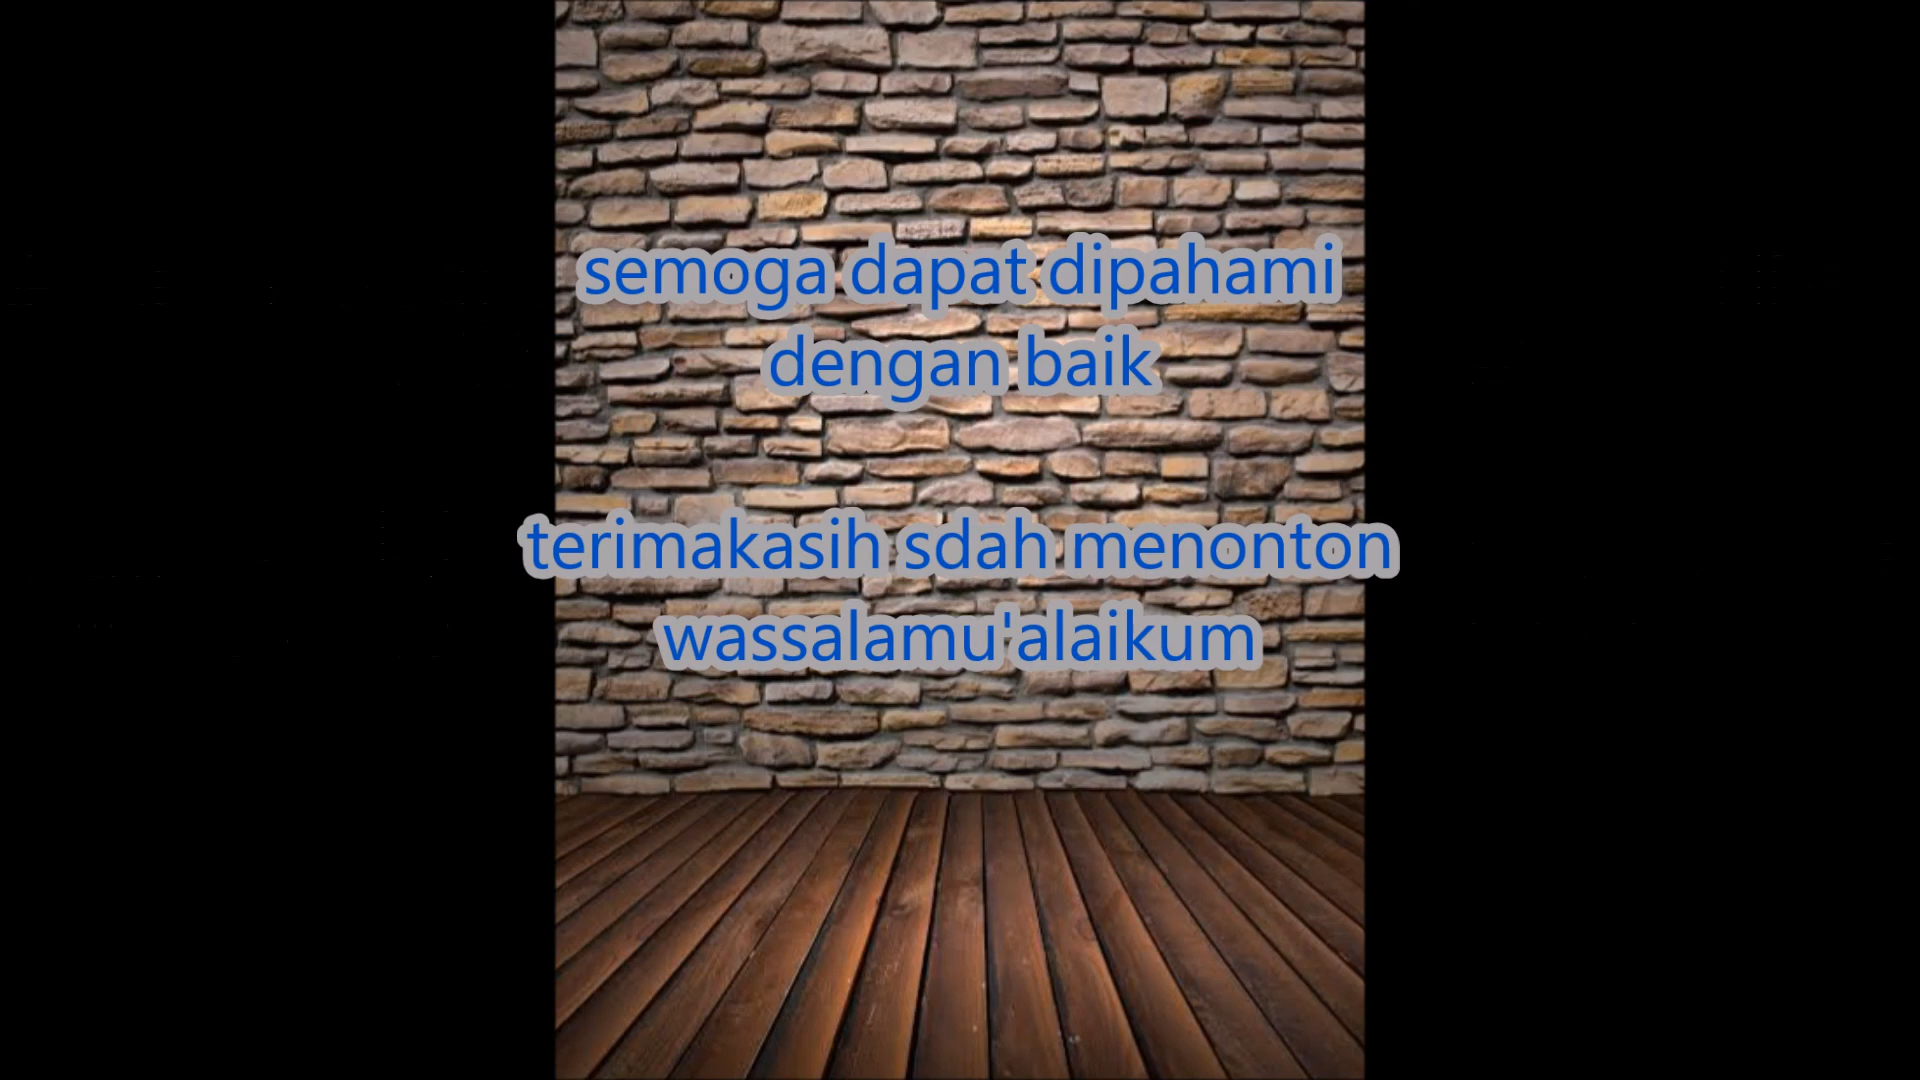 semoga dapat dipahami
dengan baik
terimakasih sdah menonton
wassalamu'alaikum